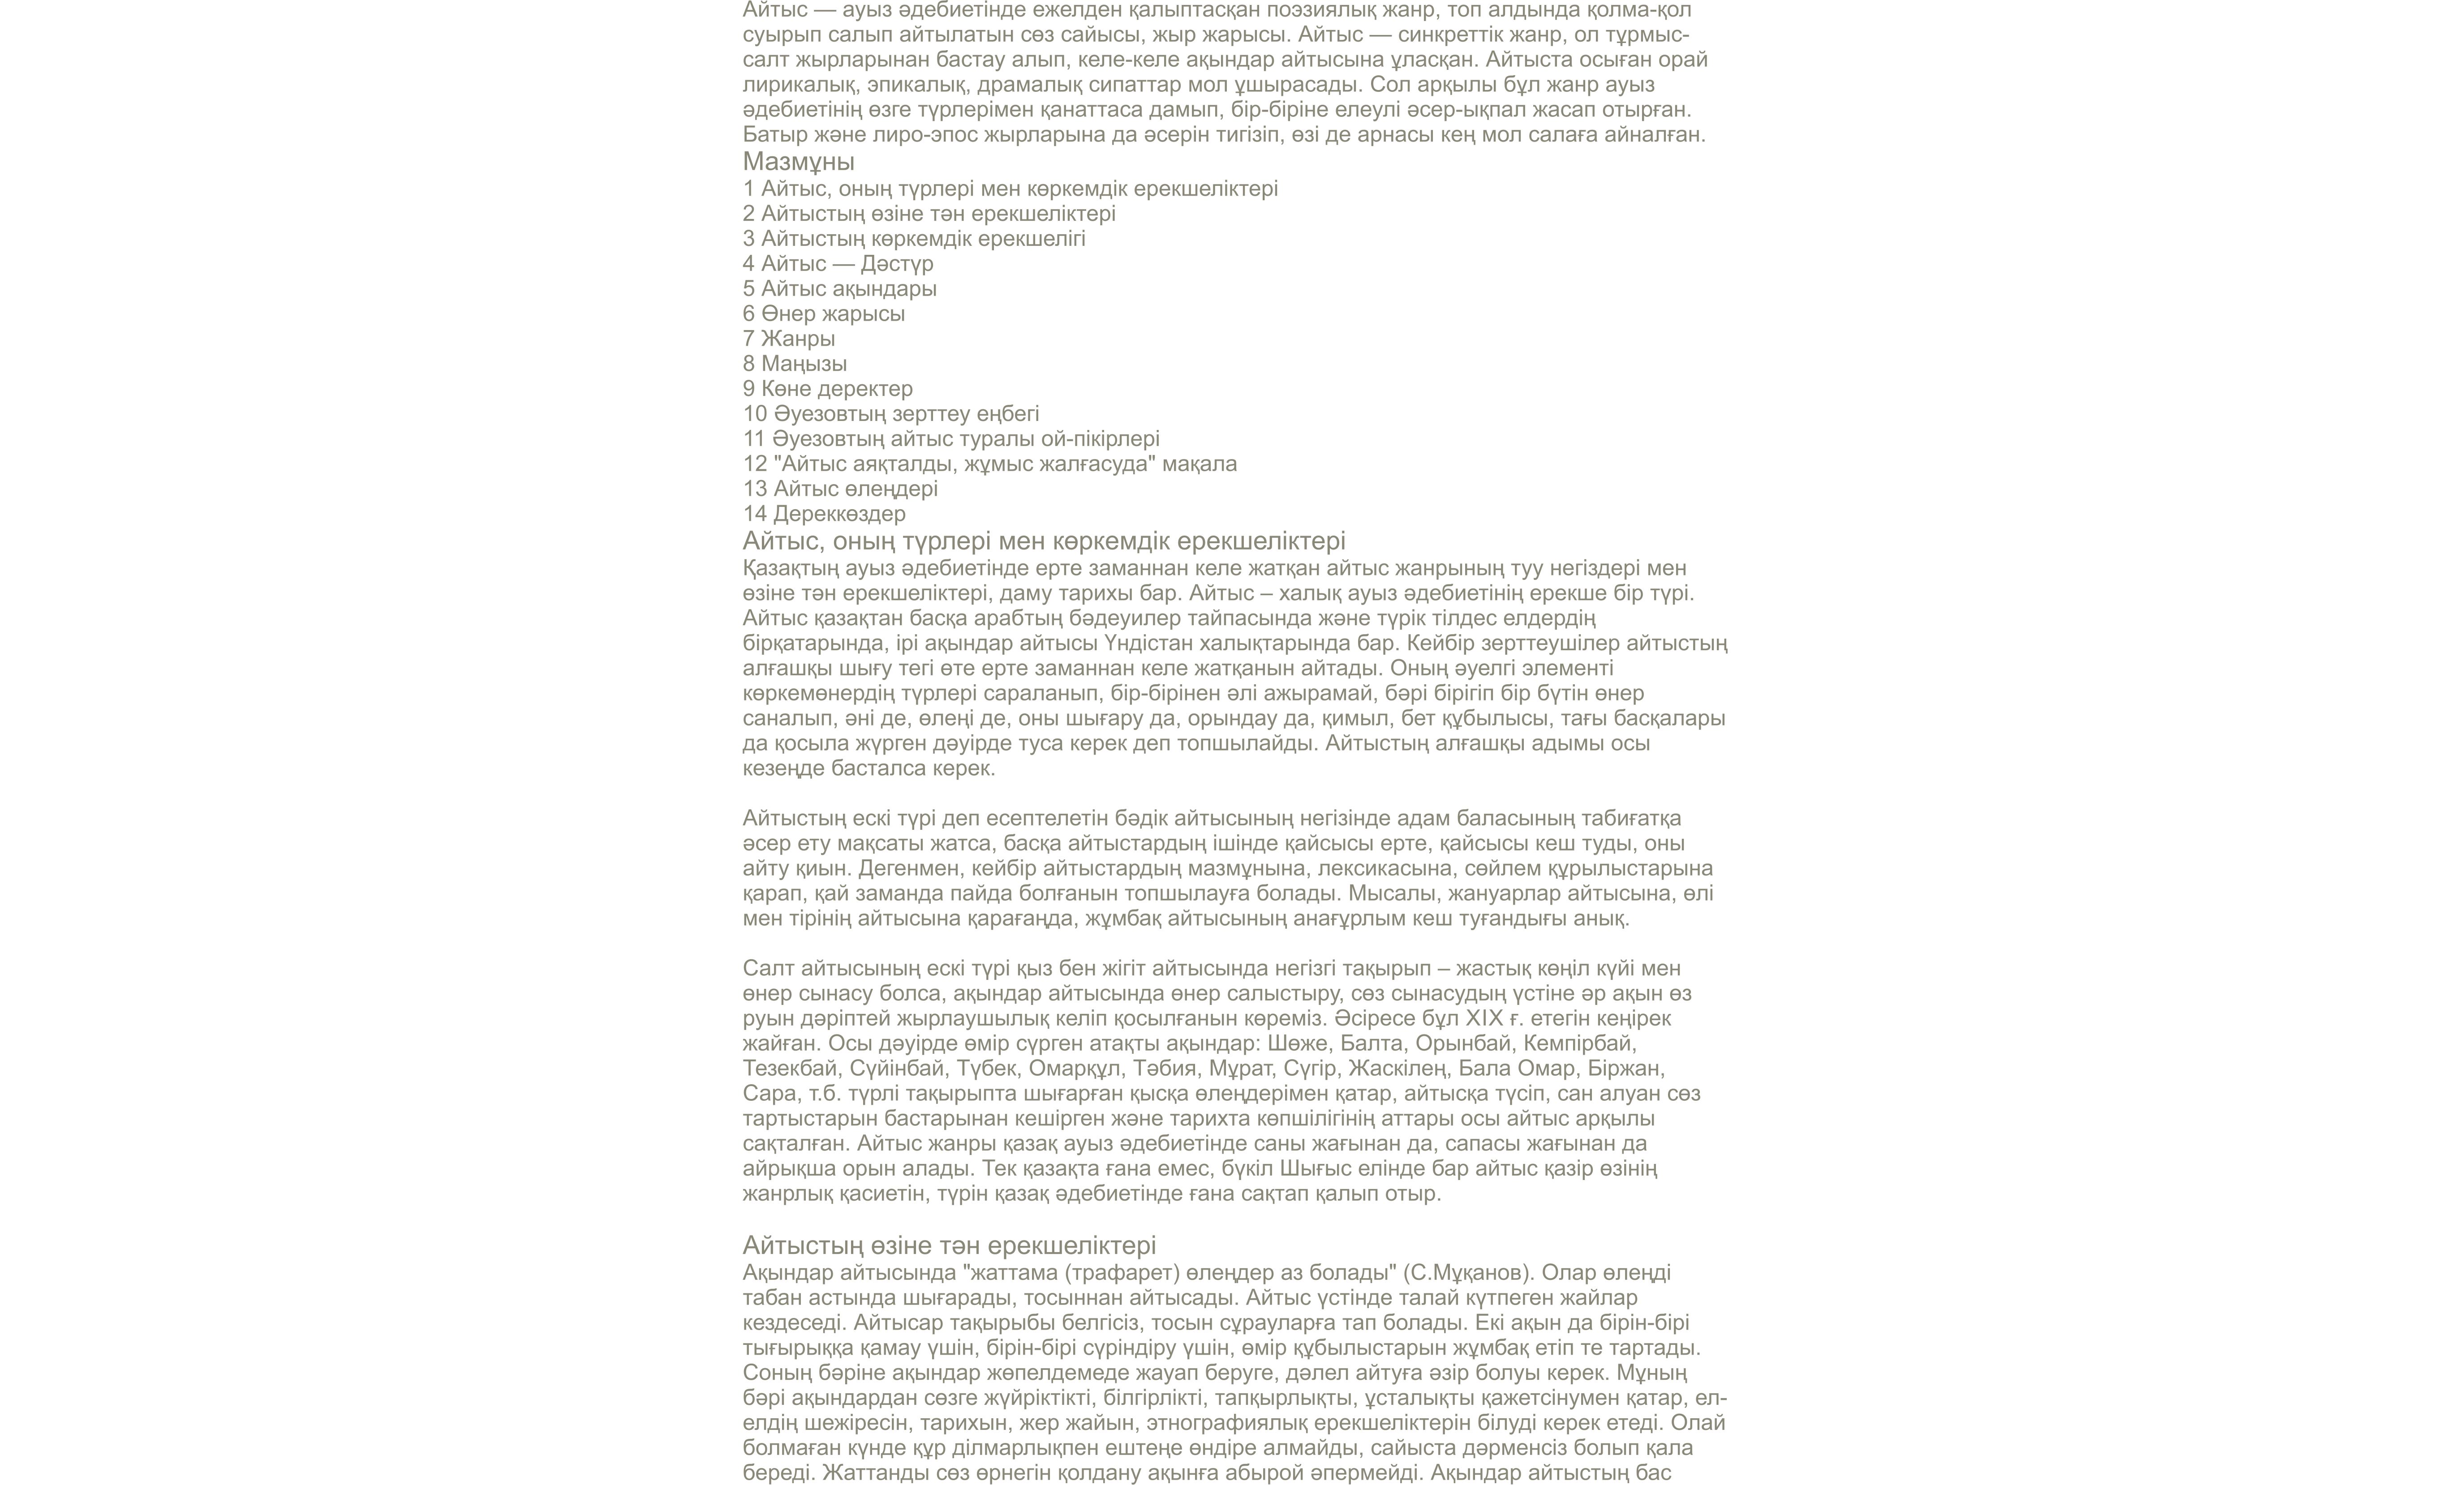 Айтыс — ауыз әдебиетінде ежелден қалыптасқан поэзиялық жанр, топ алдында қолма-қол
суырып салып айтылатын сөз сайысы, жыр жарысы. Айтыс — синкреттік жанр, ол тұрмыс-
салт жырларынан бастау алып, келе-келе ақындар айтысына ұласқан. Айтыста осыған орай
лирикалық, эпикалық, драмалық сипаттар мол ұшырасады. Сол арқылы бұл жанр ауыз
әдебиетінің өзге түрлерімен қанаттаса дамып, бір-біріне елеулі әсер-ықпал жасап отырған.
Батыр және лиро-эпос жырларына да әсерін тигізіп, өзі де арнасы кең мол салаға айналған.
Мазмұны
1 Айтыс, оның түрлері мен көркемдік ерекшеліктері
2 Айтыстың өзіне тән ерекшеліктері
3 Айтыстың көркемдік ерекшелігі
4 Айтыс — Дәстүр
5 Айтыс ақындары
6 Өнер жарысы
7 Жанры
8 Маңызы
9 Көне деректер
10 Әуезовтың зерттеу еңбегі
11 Әуезовтың айтыс туралы ой-пікірлері
12 "Айтыс аяқталды, жұмыс жалғасуда" мақала
13 Айтыс өлеңдері
14 Дереккөздер
Айтыс, оның түрлері мен көркемдік ерекшеліктері
Қазақтың ауыз әдебиетінде ерте заманнан келе жатқан айтыс жанрының туу негіздері мен
өзіне тән ерекшеліктері, даму тарихы бар. Айтыс – халық ауыз әдебиетінің ерекше бір түрі.
Айтыс қазақтан басқа арабтың бәдеуилер тайпасында және түрік тілдес елдердің
бірқатарында, ірі ақындар айтысы Үндістан халықтарында бар. Кейбір зерттеушілер айтыстың
алғашқы шығу тегі өте ерте заманнан келе жатқанын айтады. Оның әуелгі элементі
көркемөнердің түрлері сараланып, бір-бірінен әлі ажырамай, бәрі бірігіп бір бүтін өнер
саналып, әні де, өлеңі де, оны шығару да, орындау да, қимыл, бет құбылысы, тағы басқалары
да қосыла жүрген дәуірде туса керек деп топшылайды. Айтыстың алғашқы адымы осы
кезеңде басталса керек.
Айтыстың ескі түрі деп есептелетін бәдік айтысының негізінде адам баласының табиғатқа
әсер ету мақсаты жатса, басқа айтыстардың ішінде қайсысы ерте, қайсысы кеш туды, оны
айту қиын. Дегенмен, кейбір айтыстардың мазмұнына, лексикасына, сөйлем құрылыстарына
қарап, қай заманда пайда болғанын топшылауға болады. Мысалы, жануарлар айтысына, өлі
мен тірінің айтысына қарағаңда, жұмбақ айтысының анағұрлым кеш туғандығы анық.
Салт айтысының ескі түрі қыз бен жігіт айтысында негізгі тақырып – жастық көңіл күйі мен
өнер сынасу болса, ақындар айтысында өнер салыстыру, сөз сынасудың үстіне әр ақын өз
руын дәріптей жырлаушылық келіп қосылғанын көреміз. Әсіресе бұл XIX ғ. етегін кеңірек
жайған. Осы дәуірде өмір сүрген атақты ақындар: Шөже, Балта, Орынбай, Кемпірбай,
Тезекбай, Сүйінбай, Түбек, Омарқұл, Тәбия, Мұрат, Сүгір, Жаскілең, Бала Омар, Біржан,
Сара, т.б. түрлі тақырыпта шығарған қысқа өлеңдерімен қатар, айтысқа түсіп, сан алуан сөз
тартыстарын бастарынан кешірген және тарихта көпшілігінің аттары осы айтыс арқылы
сақталған. Айтыс жанры қазақ ауыз әдебиетінде саны жағынан да, сапасы жағынан да
айрықша орын алады. Тек қазақта ғана емес, бүкіл Шығыс елінде бар айтыс қазір өзінің
жанрлық қасиетін, түрін қазақ әдебиетінде ғана сақтап қалып отыр.
Айтыстың өзіне тән ерекшеліктері
Ақындар айтысында "жаттама (трафарет) өлеңдер аз болады" (С.Мұқанов). Олар өлеңді
табан астында шығарады, тосыннан айтысады. Айтыс үстінде талай күтпеген жайлар
кездеседі. Айтысар тақырыбы белгісіз, тосын сұрауларға тап болады. Екі ақын да бірін-бірі
тығырыққа қамау үшін, бірін-бірі сүріндіру үшін, өмір құбылыстарын жұмбақ етіп те тартады.
Соның бәріне ақындар жөпелдемеде жауап беруге, дәлел айтуға әзір болуы керек. Мұның
бәрі ақындардан сөзге жүйріктікті, білгірлікті, тапқырлықты, ұсталықты қажетсінумен қатар, ел-
елдің шежіресін, тарихын, жер жайын, этнографиялық ерекшеліктерін білуді керек етеді. Олай
болмаған күнде құр ділмарлықпен ештеңе өндіре алмайды, сайыста дәрменсіз болып қала
береді. Жаттанды сөз өрнегін қолдану ақынға абырой әпермейді. Ақындар айтыстың бас